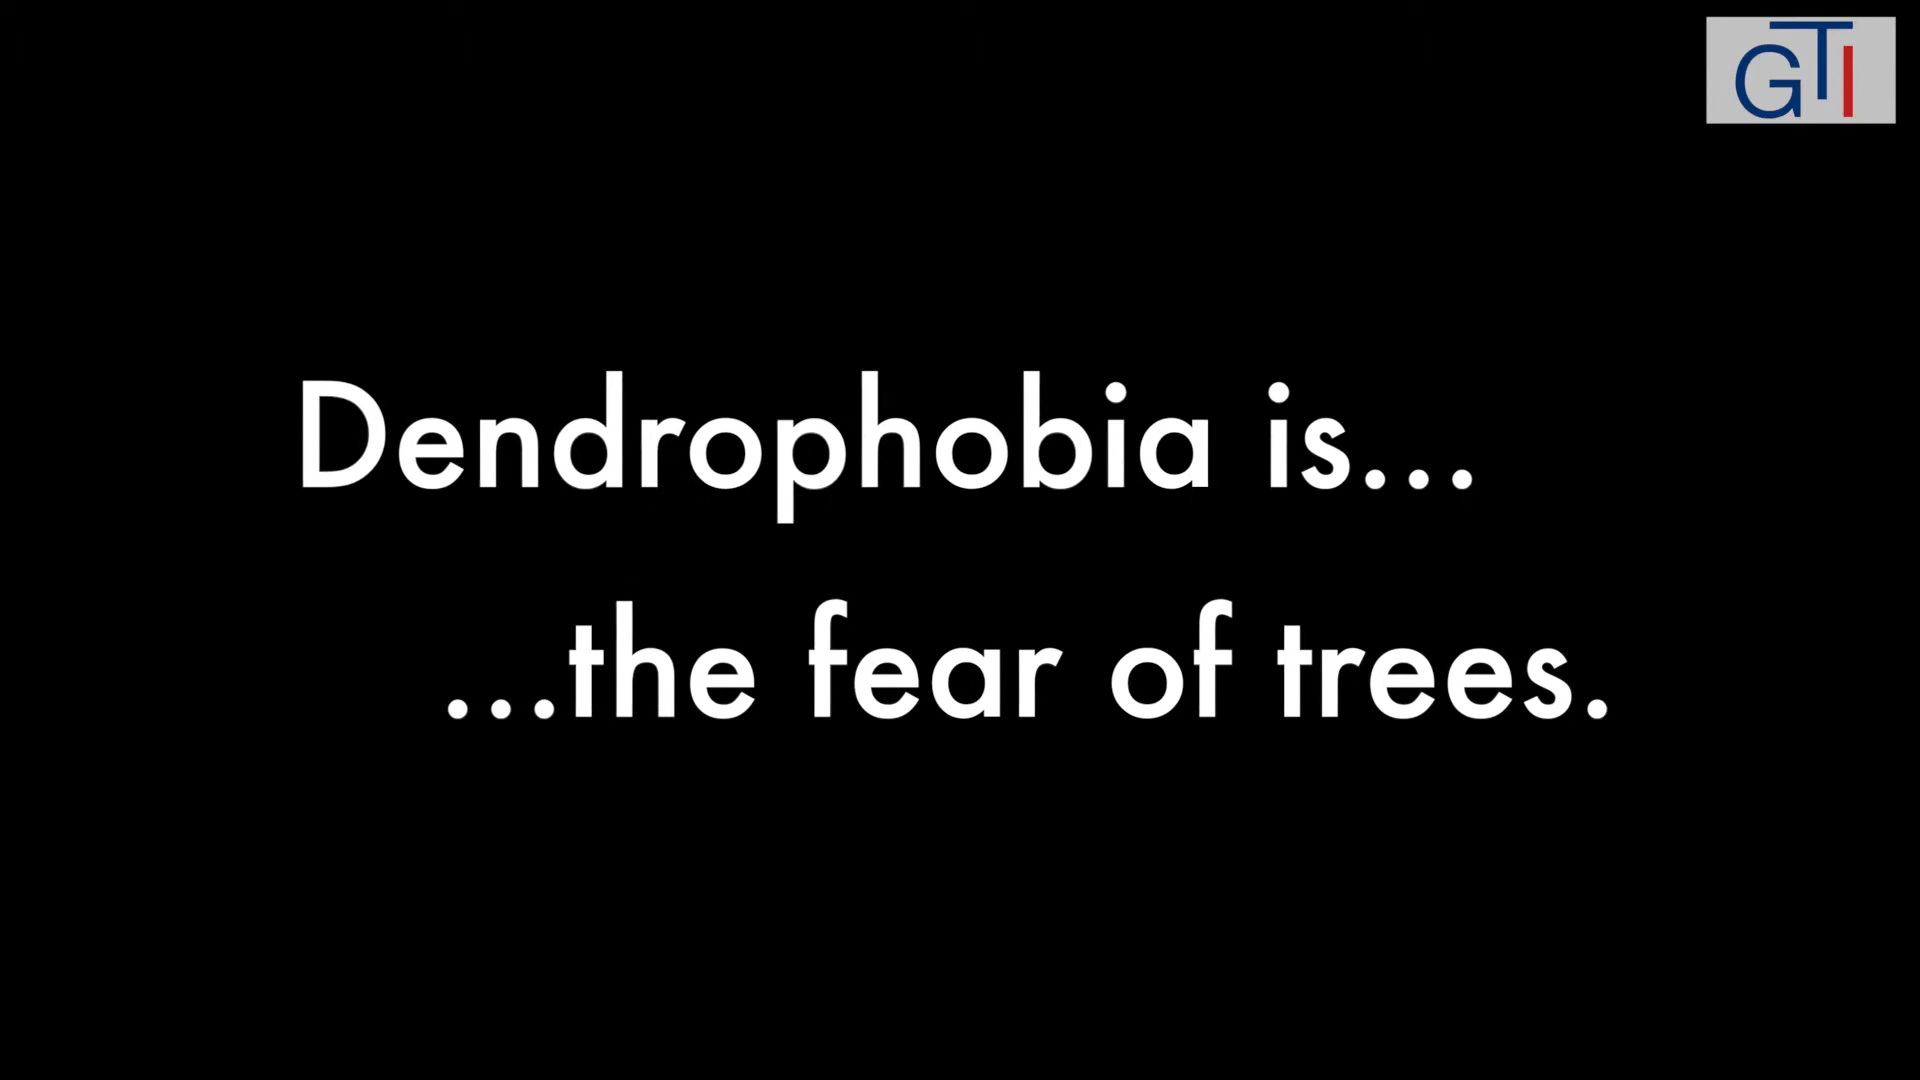 GTI
Dendrophobia is...
...the fear of trees.